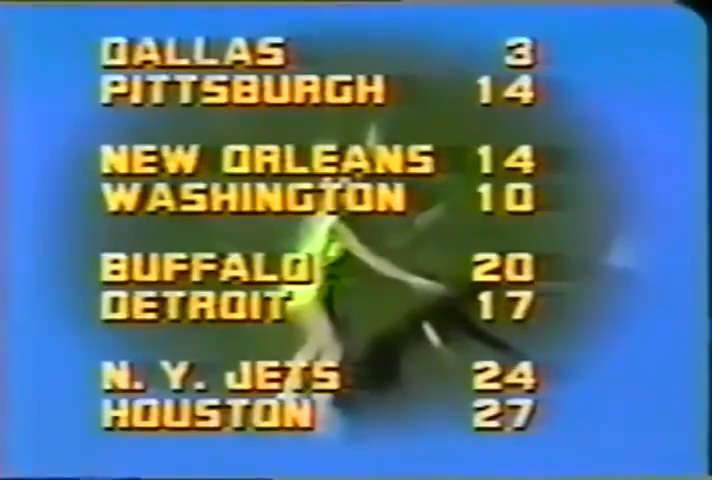 DALLAS 3
PITTSBURGH 14
NEW ORLEANS 14
WASHINGTON 10
BUFFALO 20
DETROIT 17
N. Y. JETS 24
HOUSTON 27